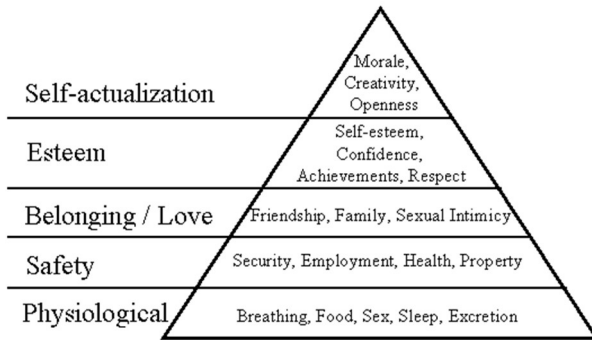 Morale,
Creativity,
Openness
Self-actualization
Self-esteem,
Confidence,
Achievements, Respect
Esteem
Belonging / Love
Friendship, Family, Sexual Intimicy
Safety
Security, Employment, Health, Property
Physiological
Breathing, Food, Sex, Sleep, Excretion